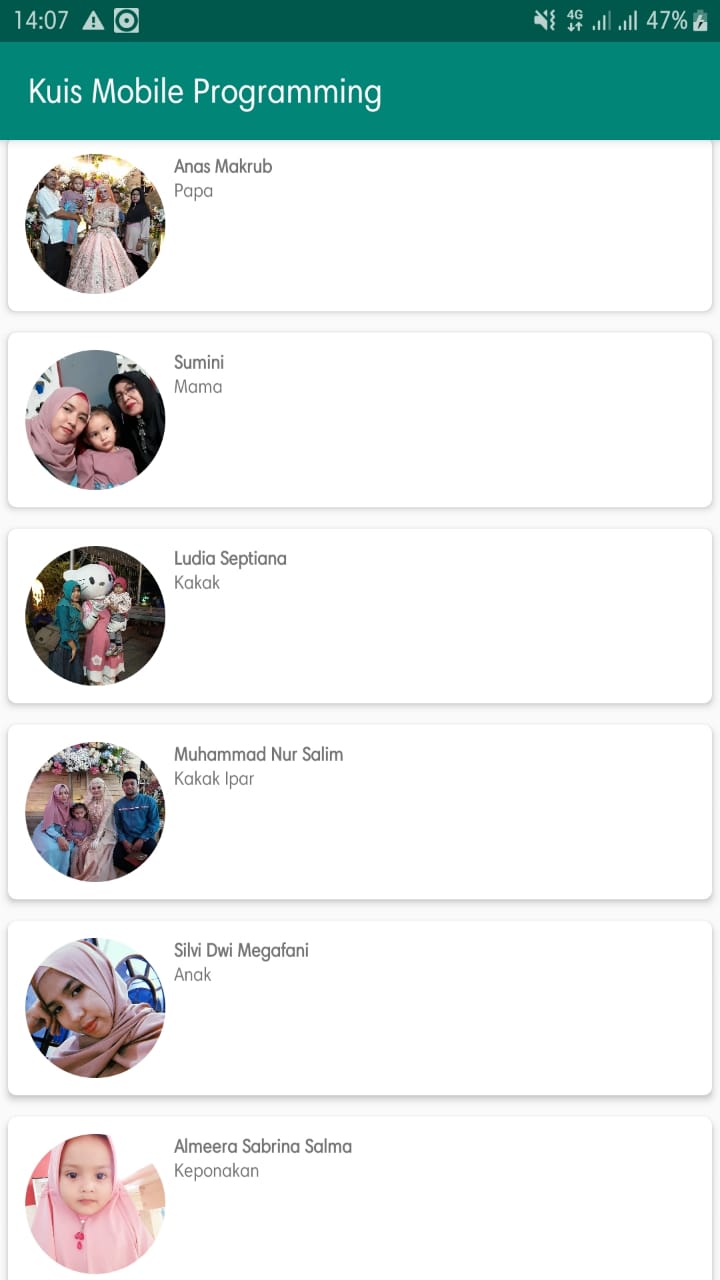 14:07
4G
47%
Kuis Mobile Programming
Anas Makrub
Papa
Sumini
Mama
Ludia Septiana
Kakak
Muhammad Nur Salim
Kakak Ipar
Silvi Dwi Megafani
Anak
Almeera Sabrina Salma
Keponakan